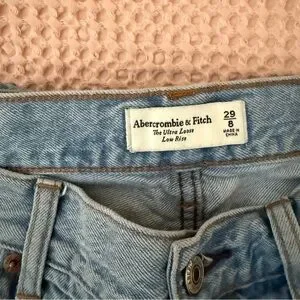 Abercrombie & Fitch
The Ultra Loose
Low Rise
29
8
MADE IN
CHINA